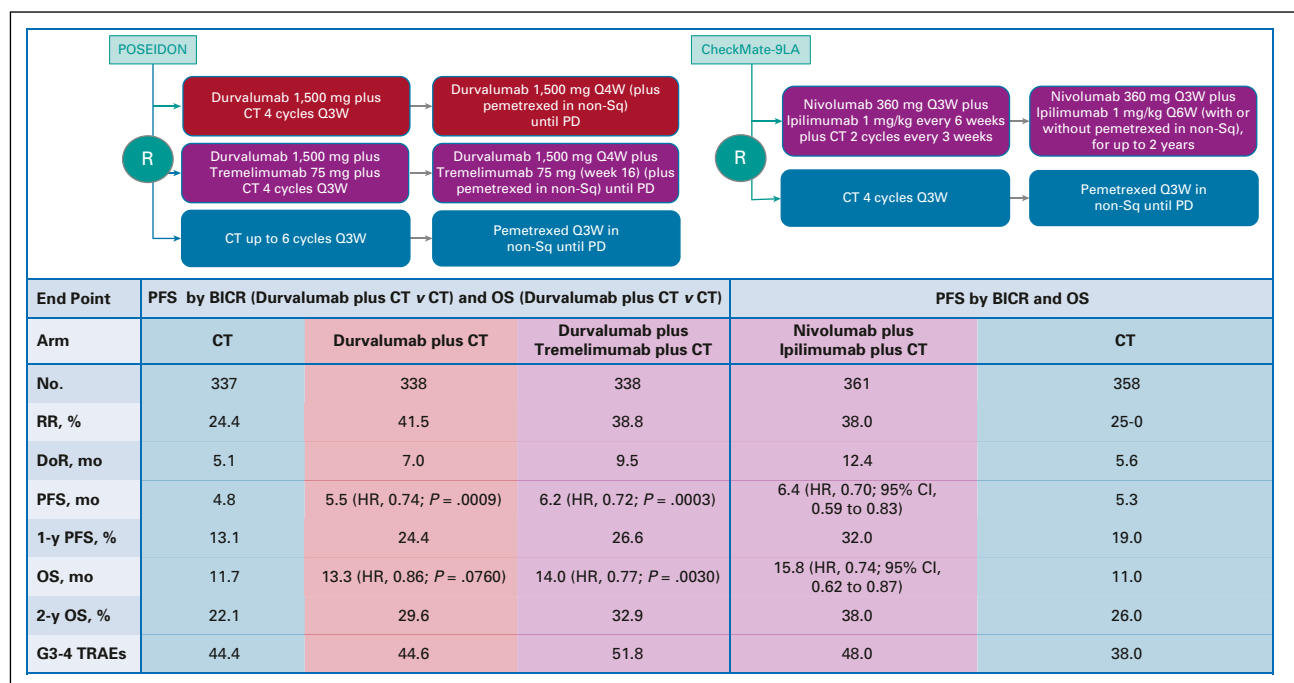 POSEIDON
CheckMate-9LA
Durvalumab 1,500 mg plus
CT 4 cycles Q3W
Durvalumab 1,500 mg Q4W (plus
pemetrexed in non-Sq)
until PD
Nivolumab 360 mg Q3W plus
Ipilimumab 1 mg/kg every 6 weeks
plus CT 2 cycles every 3 weeks
Nivolumab 360 mg Q3W plus
Ipilimumab 1 mg/kg Q6W (with or
without pemetrexed in non-Sq),
for up to 2 years
R
Durvalumab 1,500 mg plus
Tremelimumab 75 mg plus
CT 4 cycles Q3W
Durvalumab 1,500 mg Q4W plus
Tremelimumab 75 mg (week 16) (plus
pemetrexed in non-Sq) until PD
R
CT 4 cycles Q3W
Pemetrexed Q3W in
non-Sq until PD
CT up to 6 cycles Q3W
Pemetrexed Q3W in
non-Sq until PD
End Point PFS by BICR (Durvalumab plus CT v CT) and OS (Durvalumab plus CT v CT) PFS by BICR and OS
Arm CT Durvalumab plus CT Durvalumab plus
Tremelimumab plus CT Nivolumab plus
Ipilimumab plus CT CT
No. 337 338 338 361 358
RR, % 24.4 41.5 38.8 38.0 25-0
DoR, mo 5.1 7.0 9.5 12.4 5.6
PFS, mo 4.8 5.5 (HR, 0.74; P = .0009) 6.2 (HR, 0.72; P = .0003) 6.4 (HR, 0.70; 95% CI,
0.59 to 0.83) 5.3
1-y PFS, % 13.1 24.4 26.6 32.0 19.0
OS, mo 11.7 13.3 (HR, 0.86; P = .0760) 14.0 (HR, 0.77; P = .0030) 15.8 (HR, 0.74; 95% CI,
0.62 to 0.87) 11.0
2-y OS, % 22.1 29.6 32.9 38.0 26.0
G3-4 TRAEs 44.4 44.6 51.8 48.0 38.0